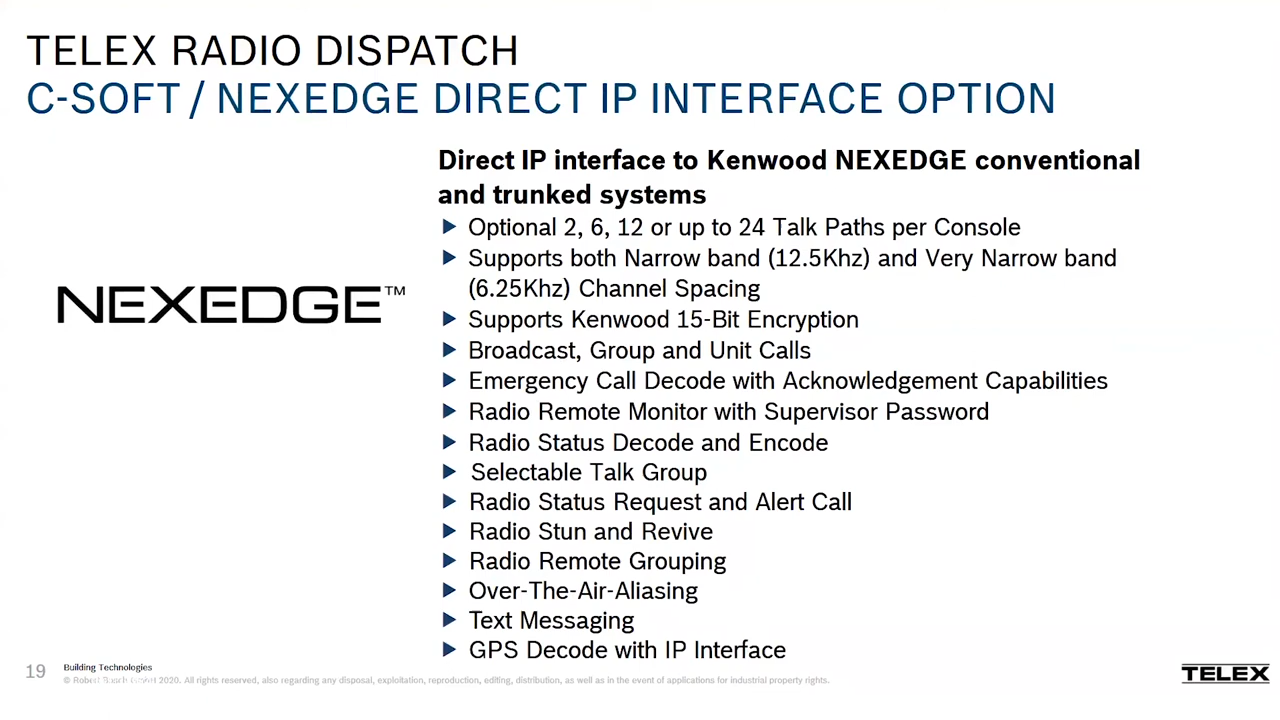 TELEX RADIO DISPATCH
C-SOFT / NEXEDGE DIRECT IP INTERFACE OPTION
Direct IP interface to Kenwood NEXEDGE conventional
and trunked systems
Optional 2, 6, 12 or up to 24 Talk Paths per Console
Supports both Narrow band (12.5Khz) and Very Narrow band
(6.25Khz) Channel Spacing
NEXEDGE™
Supports Kenwood 15-Bit Encryption
Broadcast, Group and Unit Calls
Emergency Call Decode with Acknowledgement Capabilities
Radio Remote Monitor with Supervisor Password
Radio Status Decode and Encode
Selectable Talk Group
Radio Status Request and Alert Call
Radio Stun and Revive
Radio Remote Grouping
Over-The-Air-Aliasing
Text Messaging
GPS Decode with IP Interface
19
Building Technologies
© Robert Bosch GmbH 2020. All rights reserved, also regarding any disposal, exploitation, reproduction, editing, distribution, as well as in the event of applications for industrial property rights.
TELEX